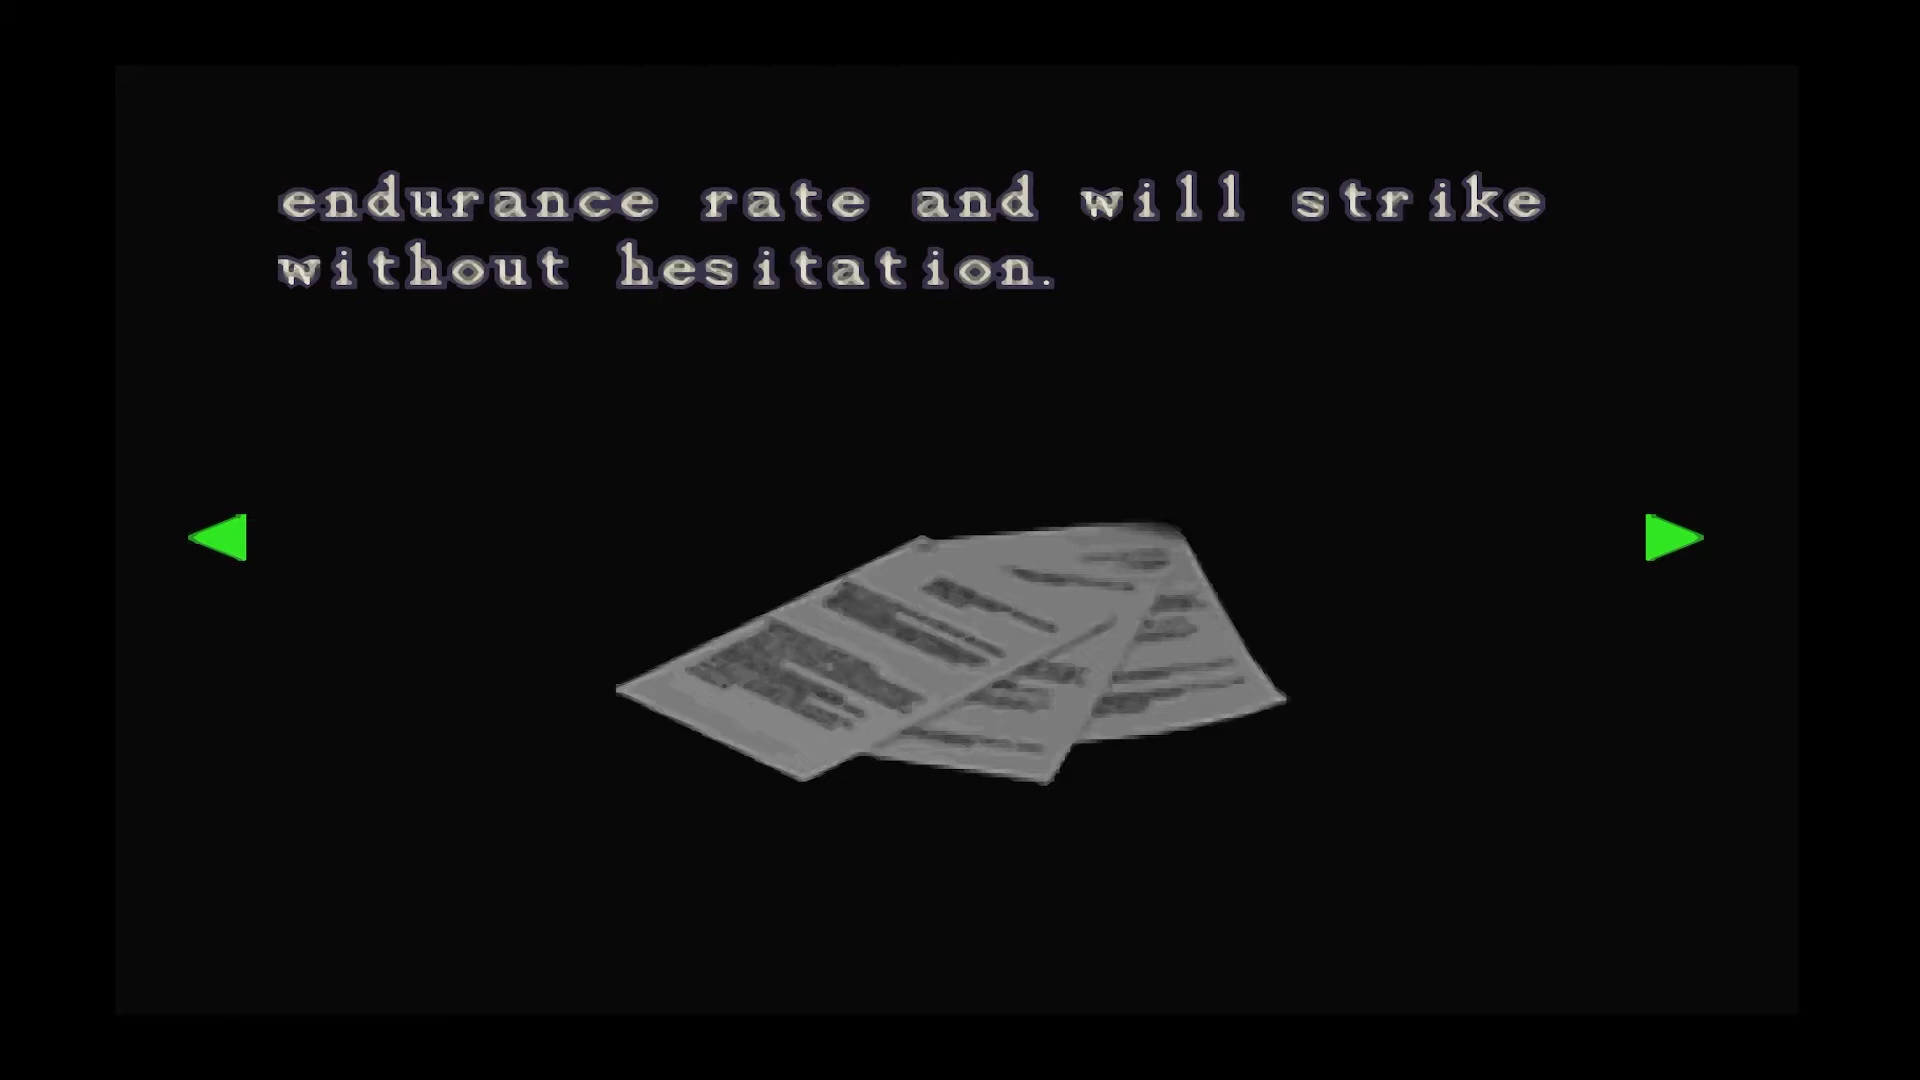 endurance rate and will strike
without hesitation.